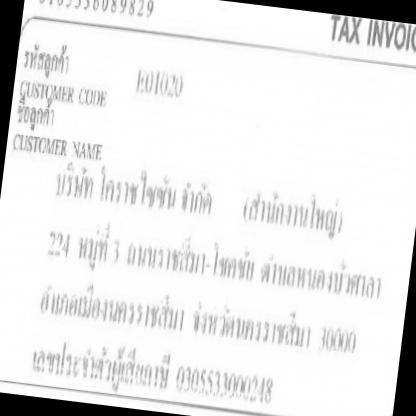 0105556089829
TAX INVOIC
รหัสลูกค้า
CUSTOMER CODE E01020
ชื่อลูกค้า
CUSTOMER NAME
บริษัท โคราชไซซัน จำกัด (สำนักงานใหญ่)
224 หมู่ที่ 3 ถนนราชสีมา-โชคชัย ตำบลหนองบัวศาลา
อำเภอเมืองนครราชสีมา จังหวัดนครราชสีมา 30000
เลขประจำตัวผู้เสียภาษี 0305533000248